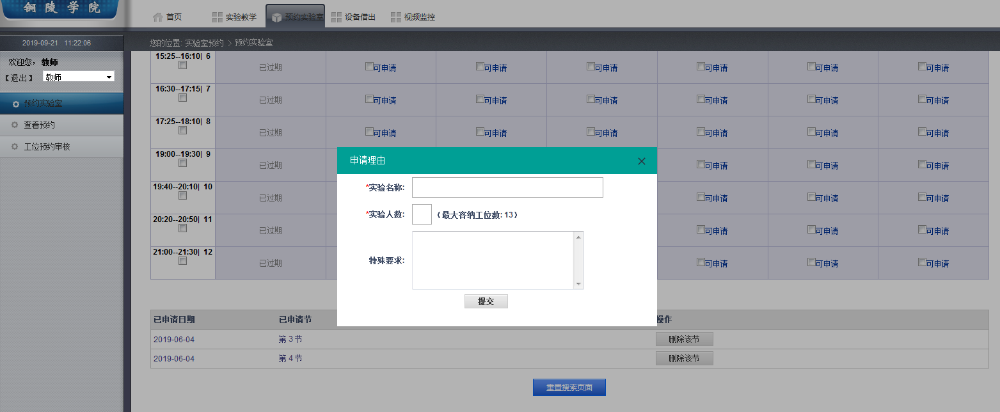 铜 陵 学 院
首页 实验教学 预约实验室 设备借出 视频监控
2019-09-21 11:22:06
您的位置: 实验室预约 > 预约实验室
欢迎您, 教师
【退出】 教师
预约实验室
查看预约
工位预约审核
15:25--16:10| 6
已过期 可申请 可申请 可申请 可申请 可申请 可申请
16:30--17:15| 7
已过期 可申请 可申请 可申请 可申请 可申请 可申请
17:25--18:10| 8
已过期 可申请 可申请 可申请 可申请 可申请 可申请
19:00--19:30| 9
已过期 可申请 可申请 可申请
19:40--20:10| 10
已过期 可申请 可申请 可申请
20:20--20:50| 11
已过期 可申请 可申请 可申请
21:00--21:30| 12
已过期 可申请 可申请 可申请
申请理由
*实验名称:
*实验人数: (最大容纳工位数: 13)
特殊要求:
提交
已申请日期 已申请节 操作
2019-06-04 第 3 节 删除该节
2019-06-04 第 4 节 删除该节
重置搜索页面